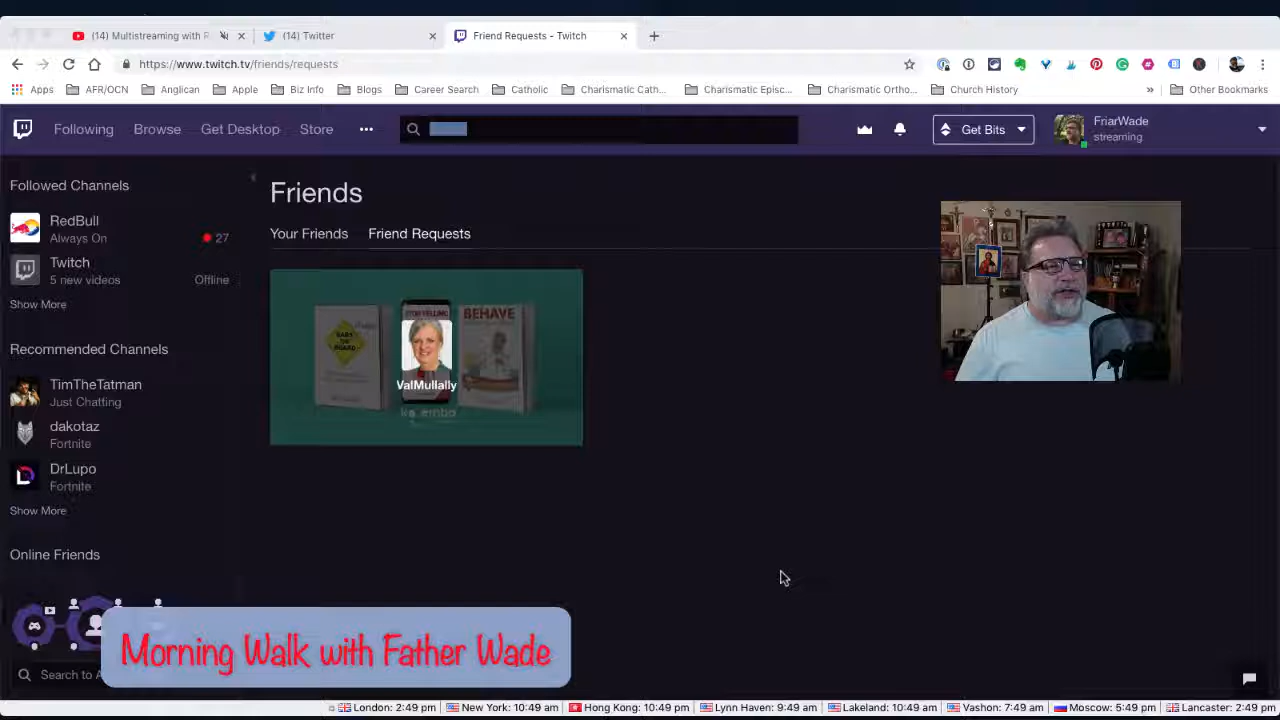 (14) Multistreaming with R
(14) Twitter
Friend Requests - Twitch
https://www.twitch.tv/friends/requests
Apps AFR/OCN Anglican Apple Biz Info Blogs Career Search Catholic Charismatic Cath... Charismatic Episc... Charismatic Ortho... Church History » Other Bookmarks
Following Browse Get Desktop Store ••• Get Bits FriarWade
streaming
Followed Channels
RedBull
Always On 27
Twitch
5 new videos Offline
Show More
Recommended Channels
TimTheTatman
Just Chatting
dakotaz
Fortnite
DrLupo
Fortnite
Show More
Online Friends
Search to A
Friends
Your Friends Friend Requests
STOP YELLING
BABY ON BOARD
BEHAVE
ValMullally
Morning Walk with Father Wade
London: 2:49 pm New York: 10:49 am Hong Kong: 10:49 pm Lynn Haven: 9:49 am Lakeland: 10:49 am Vashon: 7:49 am Moscow: 5:49 pm Lancaster: 2:49 pm